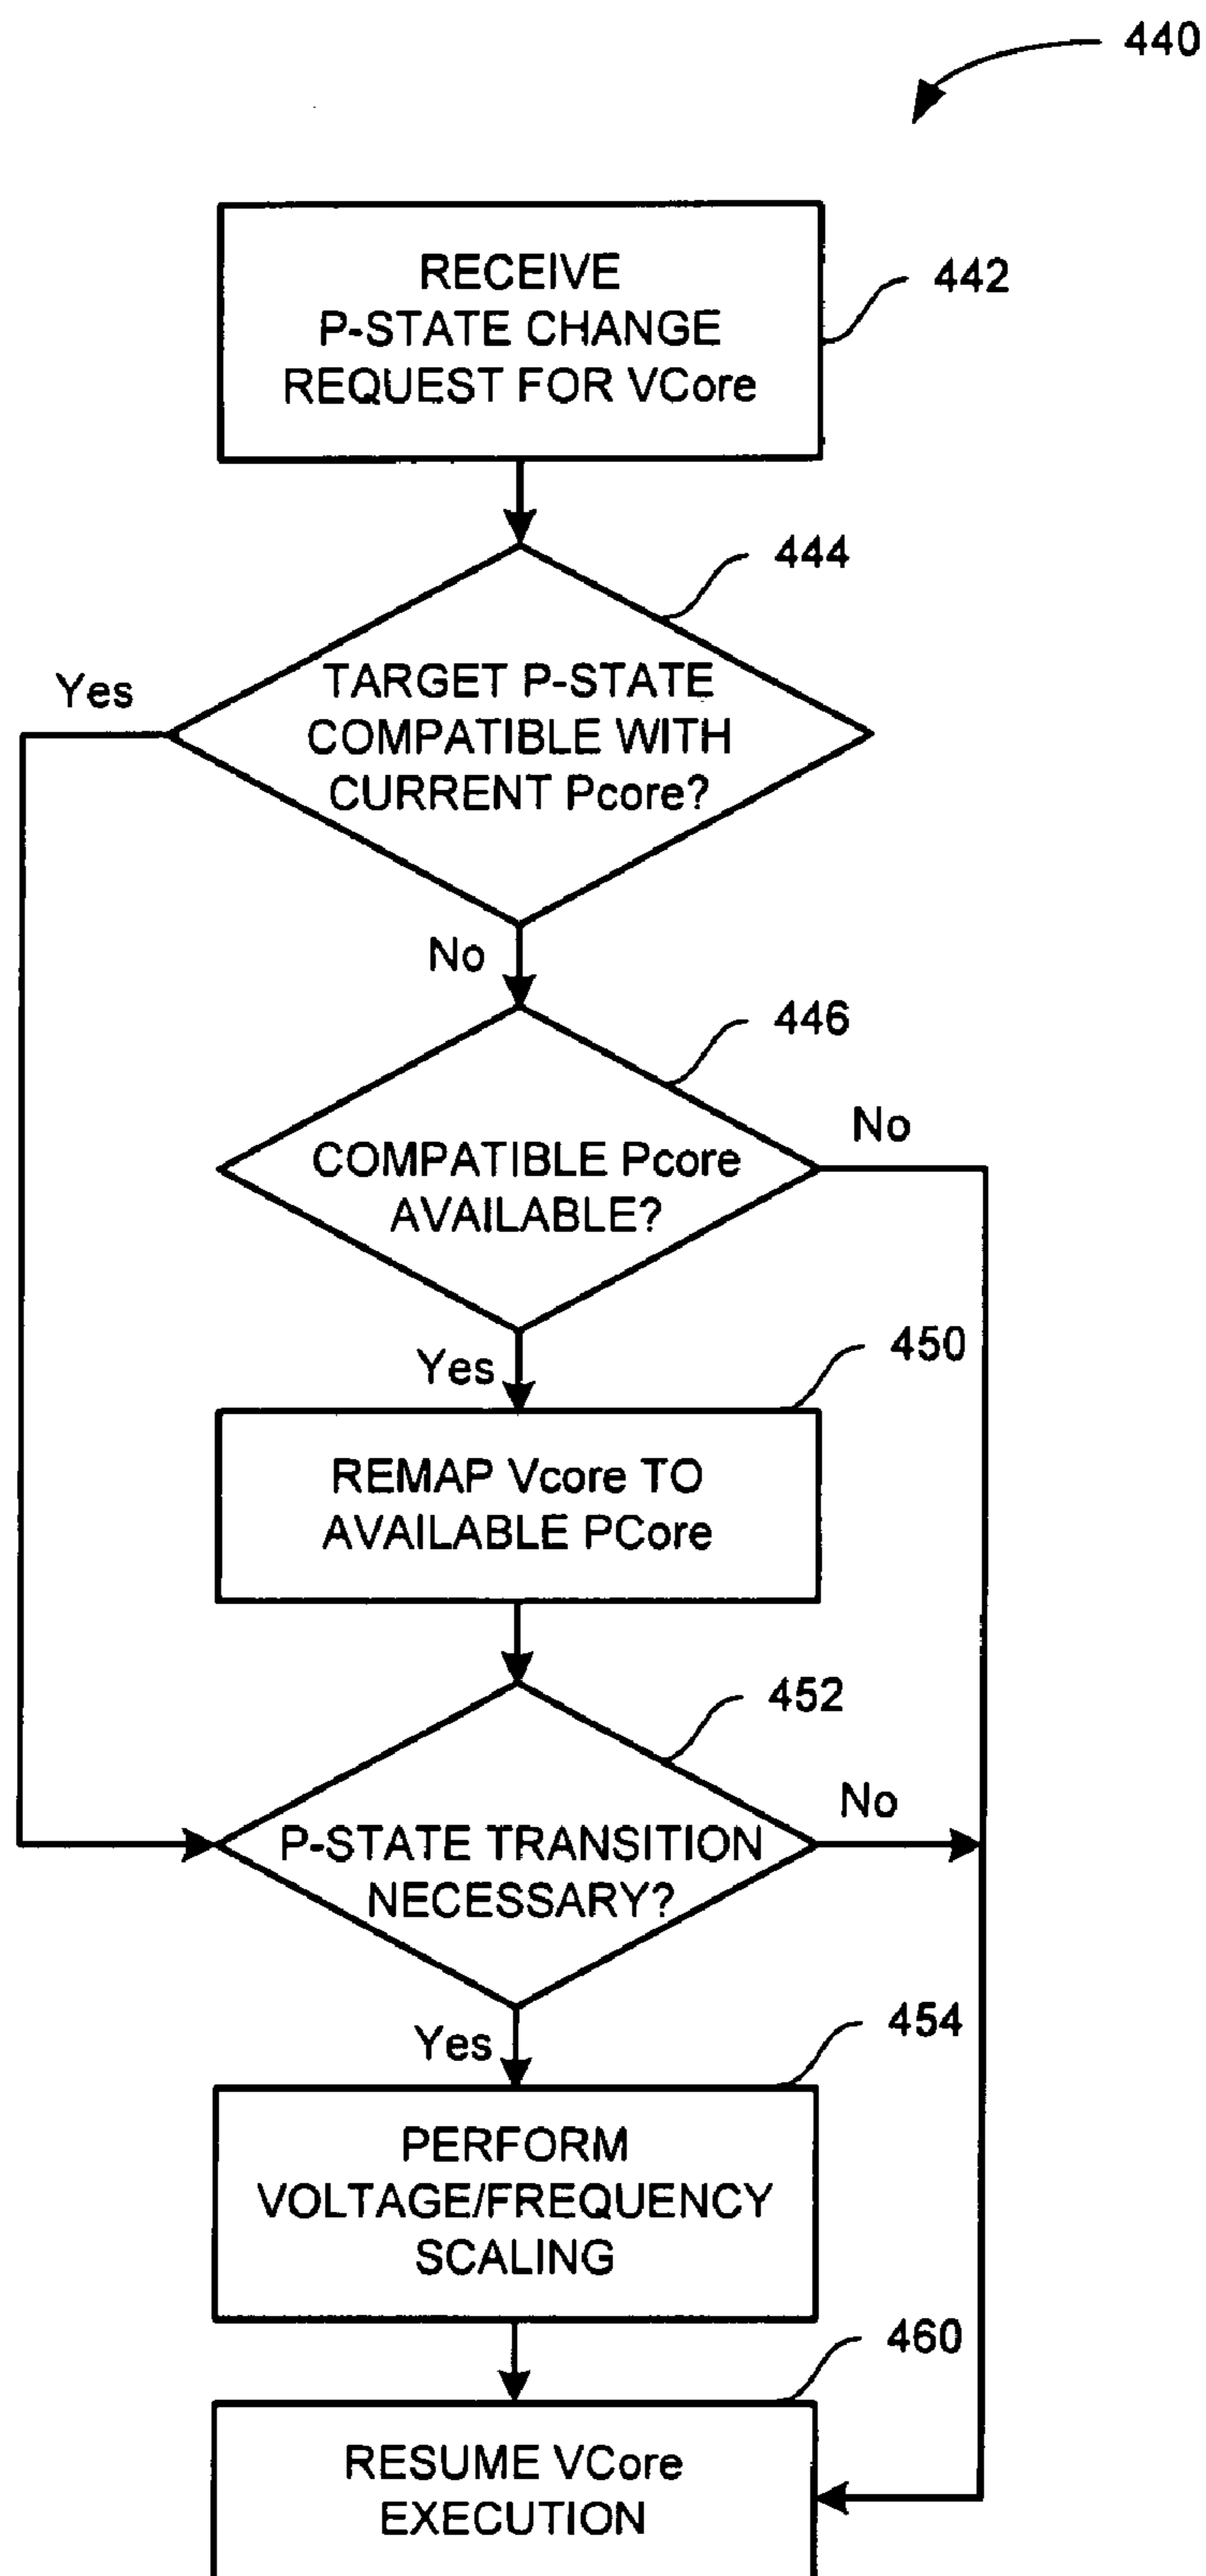 440
RECEIVE
P-STATE CHANGE
REQUEST FOR VCore
442
444
Yes
TARGET P-STATE
COMPATIBLE WITH
CURRENT Pcore?
No
446
No
COMPATIBLE Pcore
AVAILABLE?
Yes
450
REMAP Vcore TO
AVAILABLE PCore
452
No
P-STATE TRANSITION
NECESSARY?
Yes
454
PERFORM
VOLTAGE/FREQUENCY
SCALING
460
RESUME VCore
EXECUTION